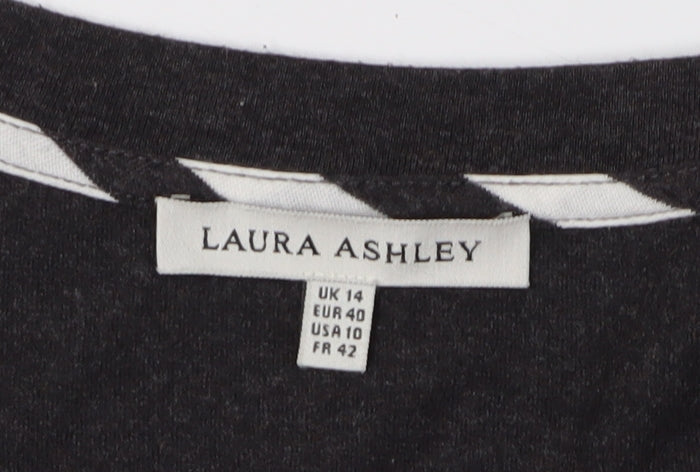 LAURA ASHLEY
UK 14
EUR 40
USA 10
FR 42